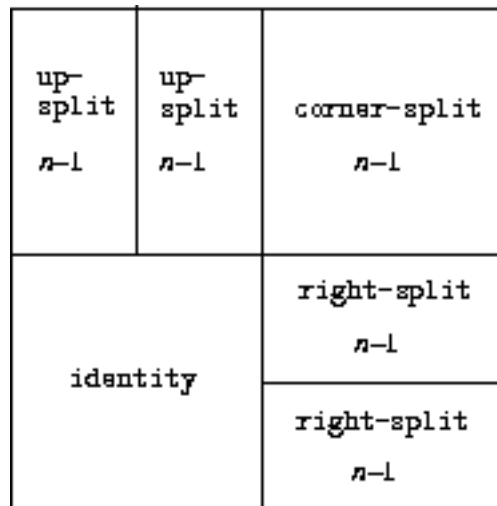 up-
split
n–1
up-
split
n–1
corner-split
n–1
identity
right-split
n–1
right-split
n–1